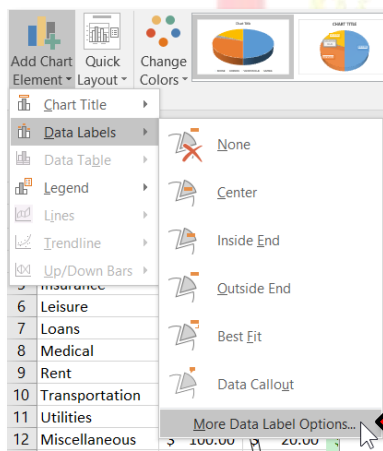 Add Chart Element
Quick Layout
Change Colors
Chart Title
Data Labels
Data Table
Legend
Lines
Trendline
Up/Down Bars
None
Center
Inside End
Outside End
Best Fit
Data Callout
More Data Label Options...
CHART TITLE
5 Insurance
6 Leisure
7 Loans
8 Medical
9 Rent
10 Transportation
11 Utilities
12 Miscellaneous $ 100.00 $ 20.00